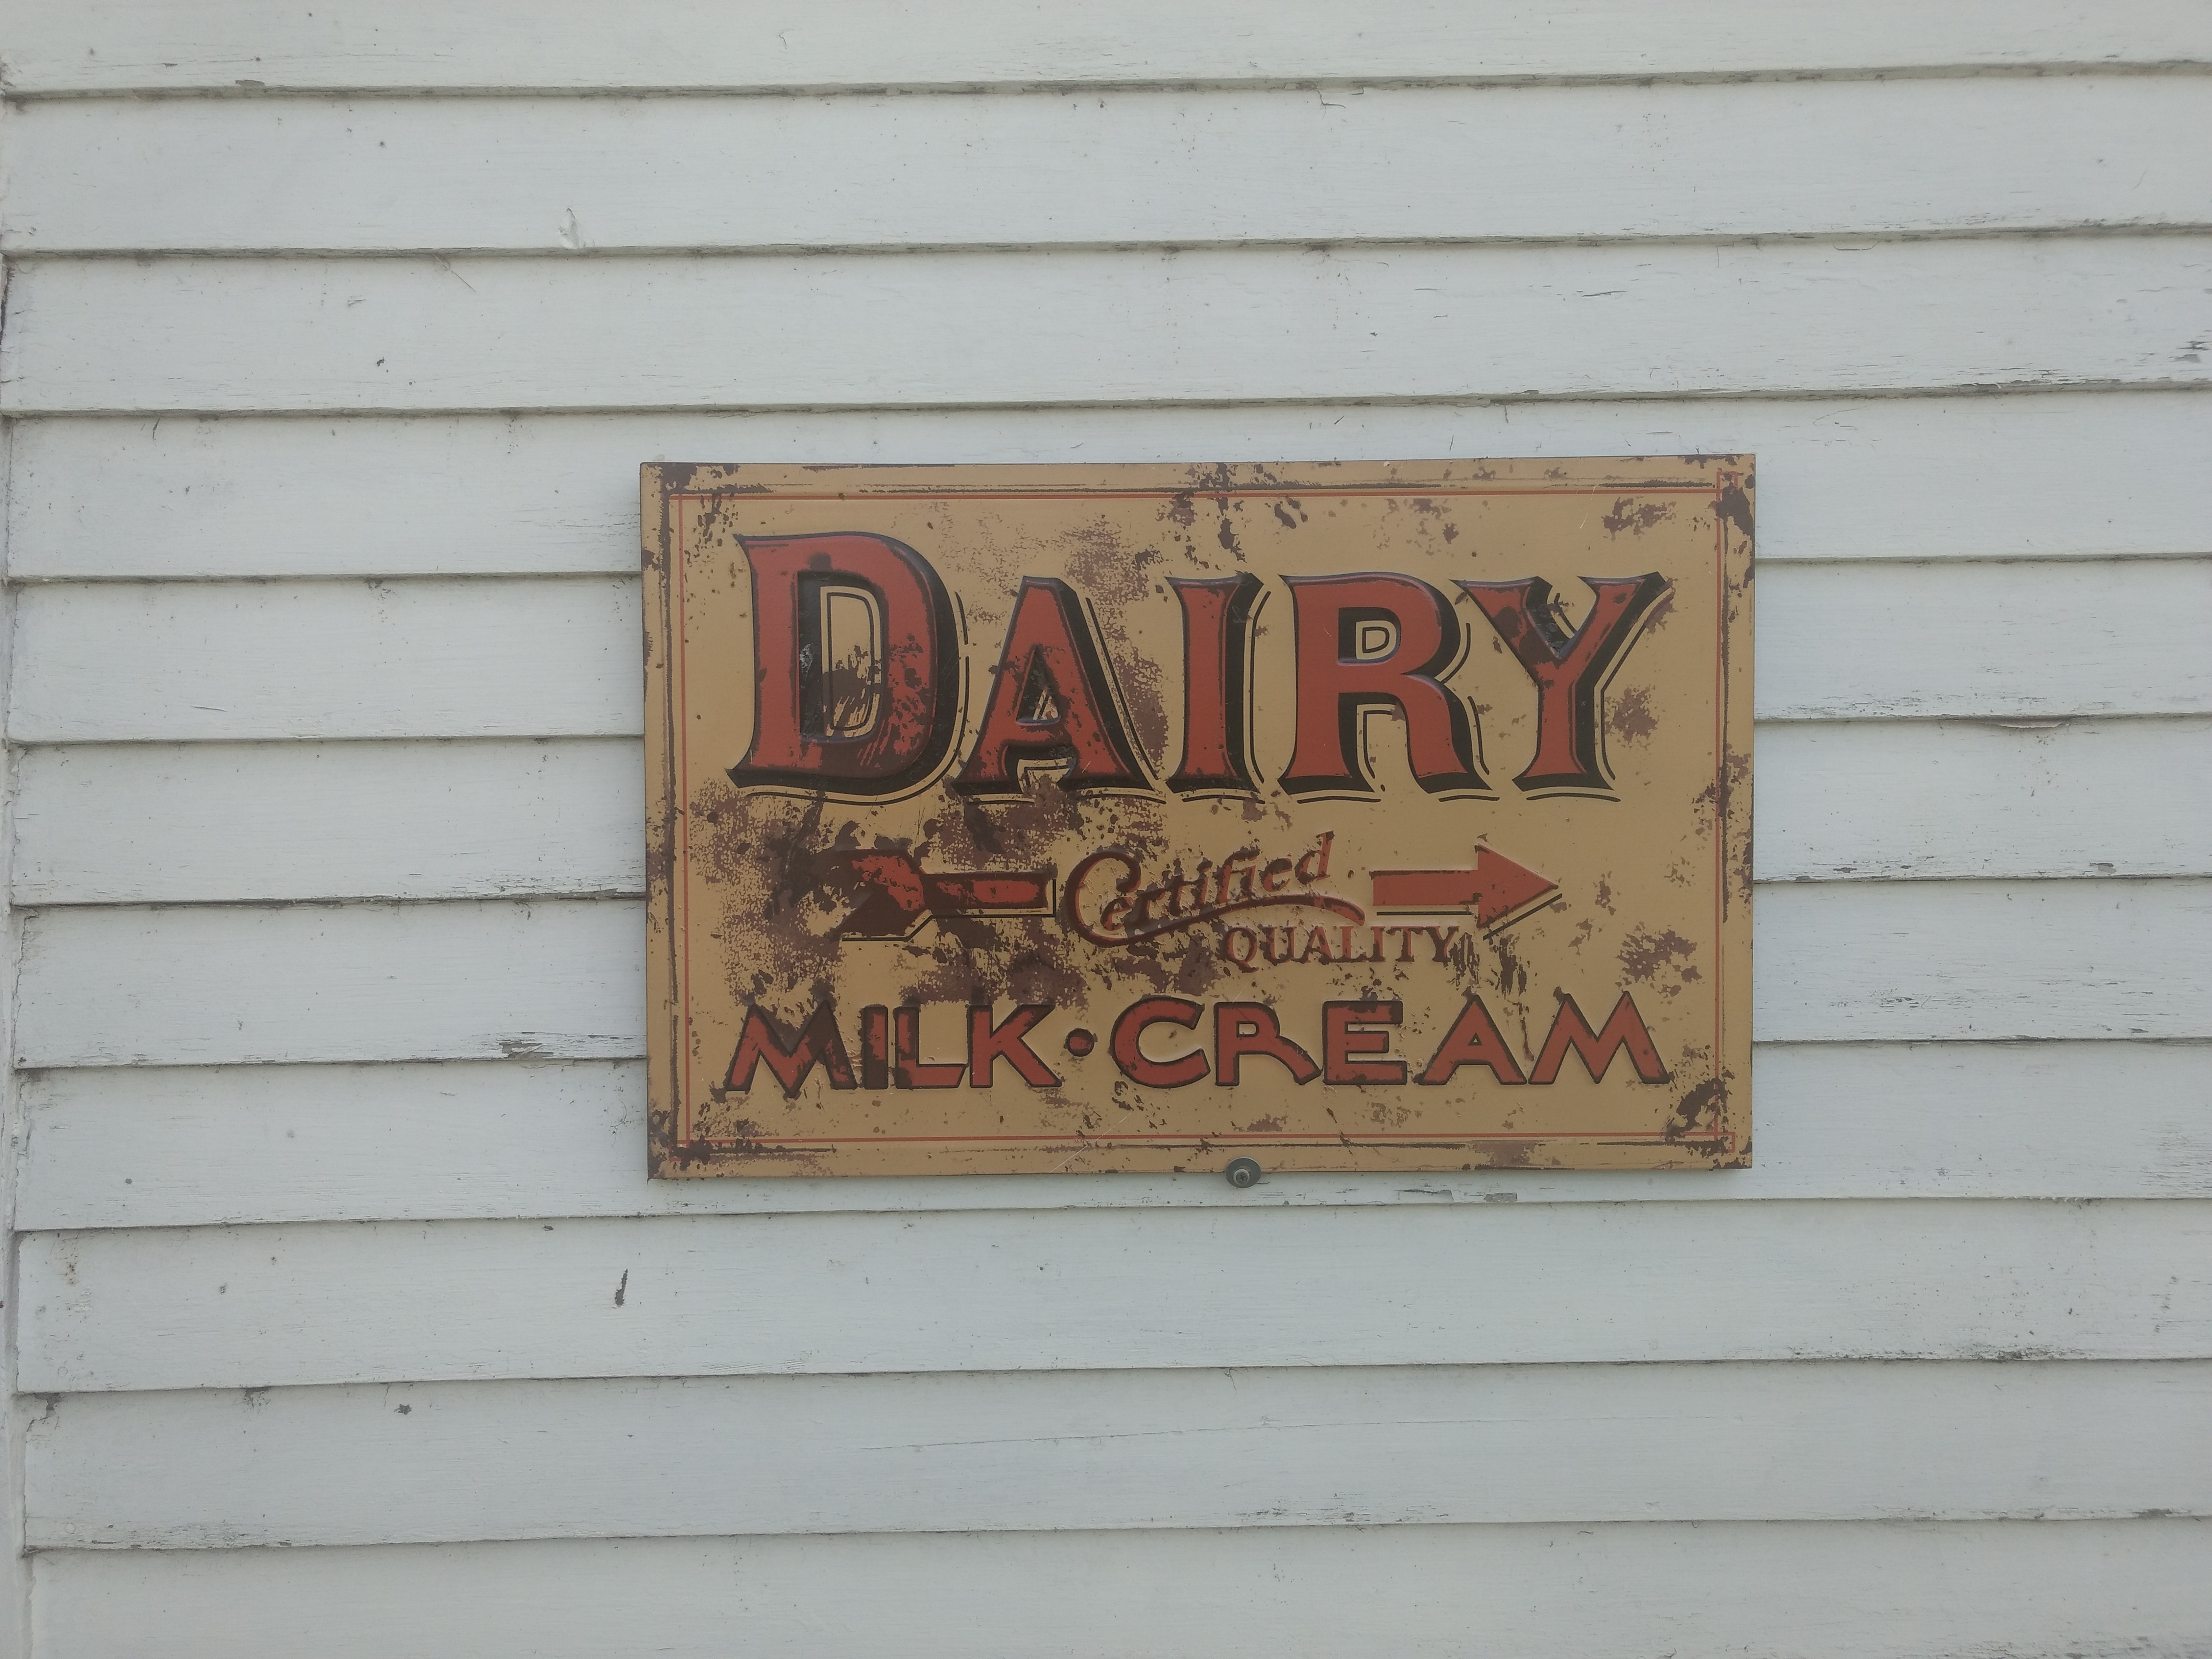 DAIRY
Certified
QUALITY
MILK • CREAM